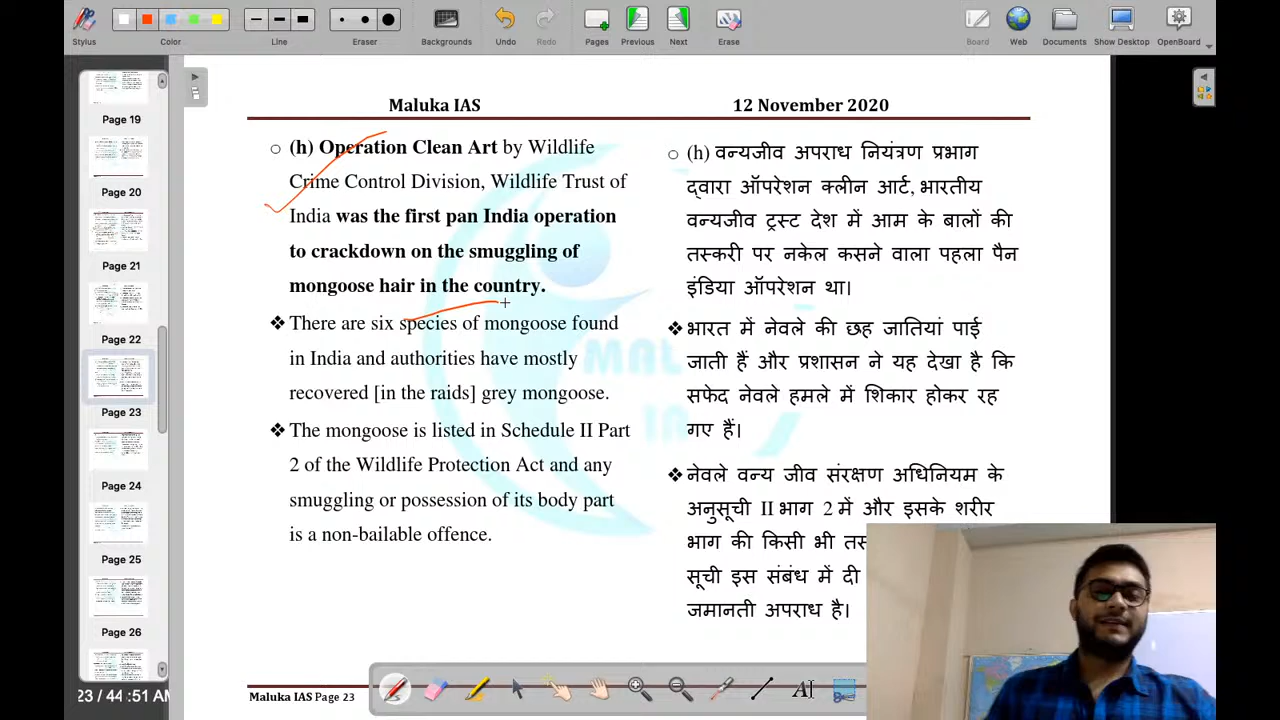 Stylus
Color
Line
Eraser
Backgrounds
Undo
Redo
Pages
Previous
Next
Erase
Board
Web
Documents
Show Desktop
OpenBoard
Page 19
Page 20
Page 21
Page 22
Page 23
Page 24
Page 25
Page 26
23 / 44
:51 AM
Maluka IAS
12 November 2020
(h) Operation Clean Art by Wildlife
Crime Control Division, Wildlife Trust of
India was the first pan India operation
to crackdown on the smuggling of
mongoose hair in the country.
❖ There are six species of mongoose found
in India and authorities have mostly
recovered [in the raids] grey mongoose.
❖ The mongoose is listed in Schedule II Part
2 of the Wildlife Protection Act and any
smuggling or possession of its body part
is a non-bailable offence.
(h) वन्यजीव अपराध नियंत्रण प्रभाग
द्वारा ऑपरेशन क्लीन आर्ट, भारतीय
वन्यजीव ट्रस्ट देश में आम के बालों की
तस्करी पर नकेल कसने वाला पहला पैन
इंडिया ऑपरेशन था।
❖ भारत में नेवले की छह जातियां पाई
जाती हैं और प्रशासन ने यह देखा है कि
सफेद नेवले हमले में शिकार होकर रह
गए हैं।
❖ नेवले वन्य जीव संरक्षण अधिनियम के
अनुसूची II भाग 2 में और इसके शरीर
भाग की किसी भी
सूची इस संबंध में दी
जमानती अपराध है।
Maluka IAS Page 23